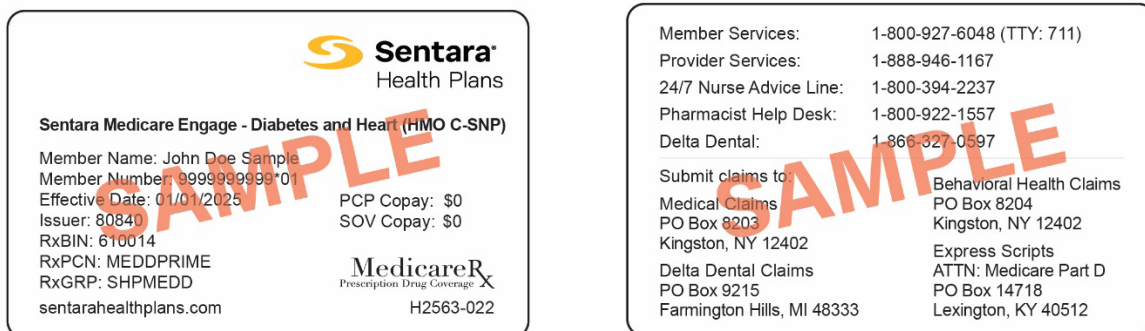 Sentara®
Health Plans
Sentara Medicare Engage - Diabetes and Heart (HMO C-SNP)
Member Name: John Doe Sample
Member Number: 9999999999*01
Effective Date: 01/01/2025
PCP Copay: $0
Issuer: 80840
SOV Copay: $0
RxBIN: 610014
RxPCN: MEDDPRIME
RxGRP: SHPMEDD
MedicareRx
Prescription Drug Coverage
sentarahealthplans.com
H2563-022
SAMPLE
Member Services: 1-800-927-6048 (TTY: 711)
Provider Services: 1-888-946-1167
24/7 Nurse Advice Line: 1-800-394-2237
Pharmacist Help Desk: 1-800-922-1557
Delta Dental: 1-866-327-0597
Submit claims to:
Medical Claims
PO Box 8203
Kingston, NY 12402
Delta Dental Claims
PO Box 9215
Farmington Hills, MI 48333
Behavioral Health Claims
PO Box 8204
Kingston, NY 12402
Express Scripts
ATTN: Medicare Part D
PO Box 14718
Lexington, KY 40512
SAMPLE